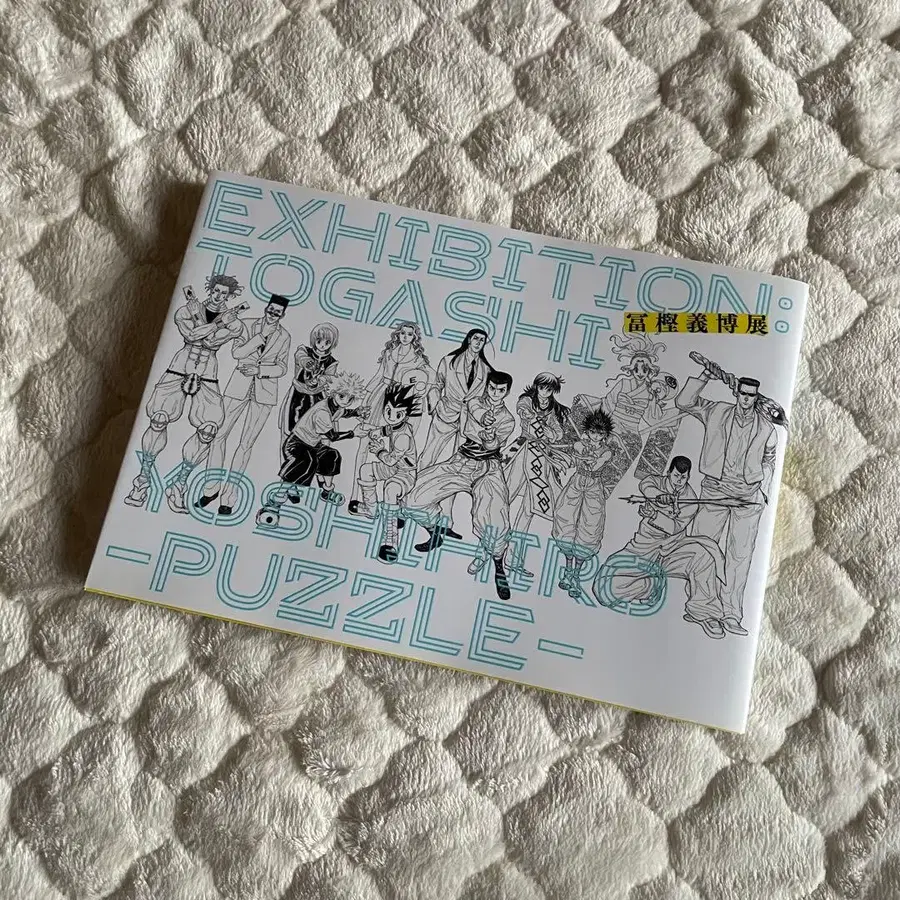 EXHIBITION:
TOGASHI
冨樫義博展
YOSHIHIRO
-PUZZLE-